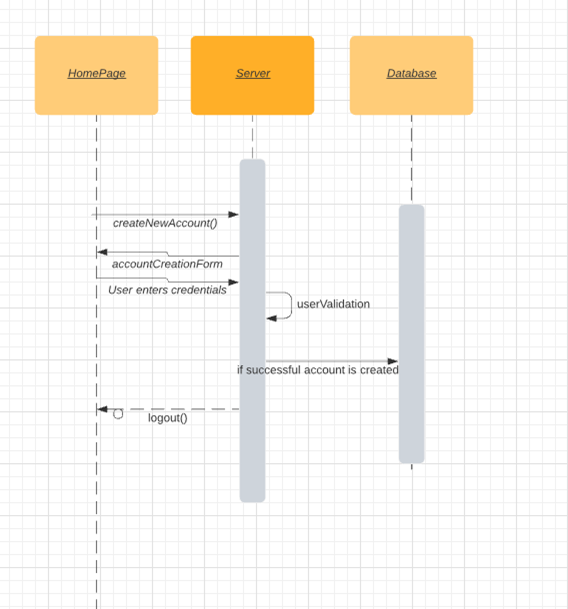 HomePage
Server
Database
createNewAccount()
accountCreationForm
User enters credentials
userValidation
if successful account is created
logout()